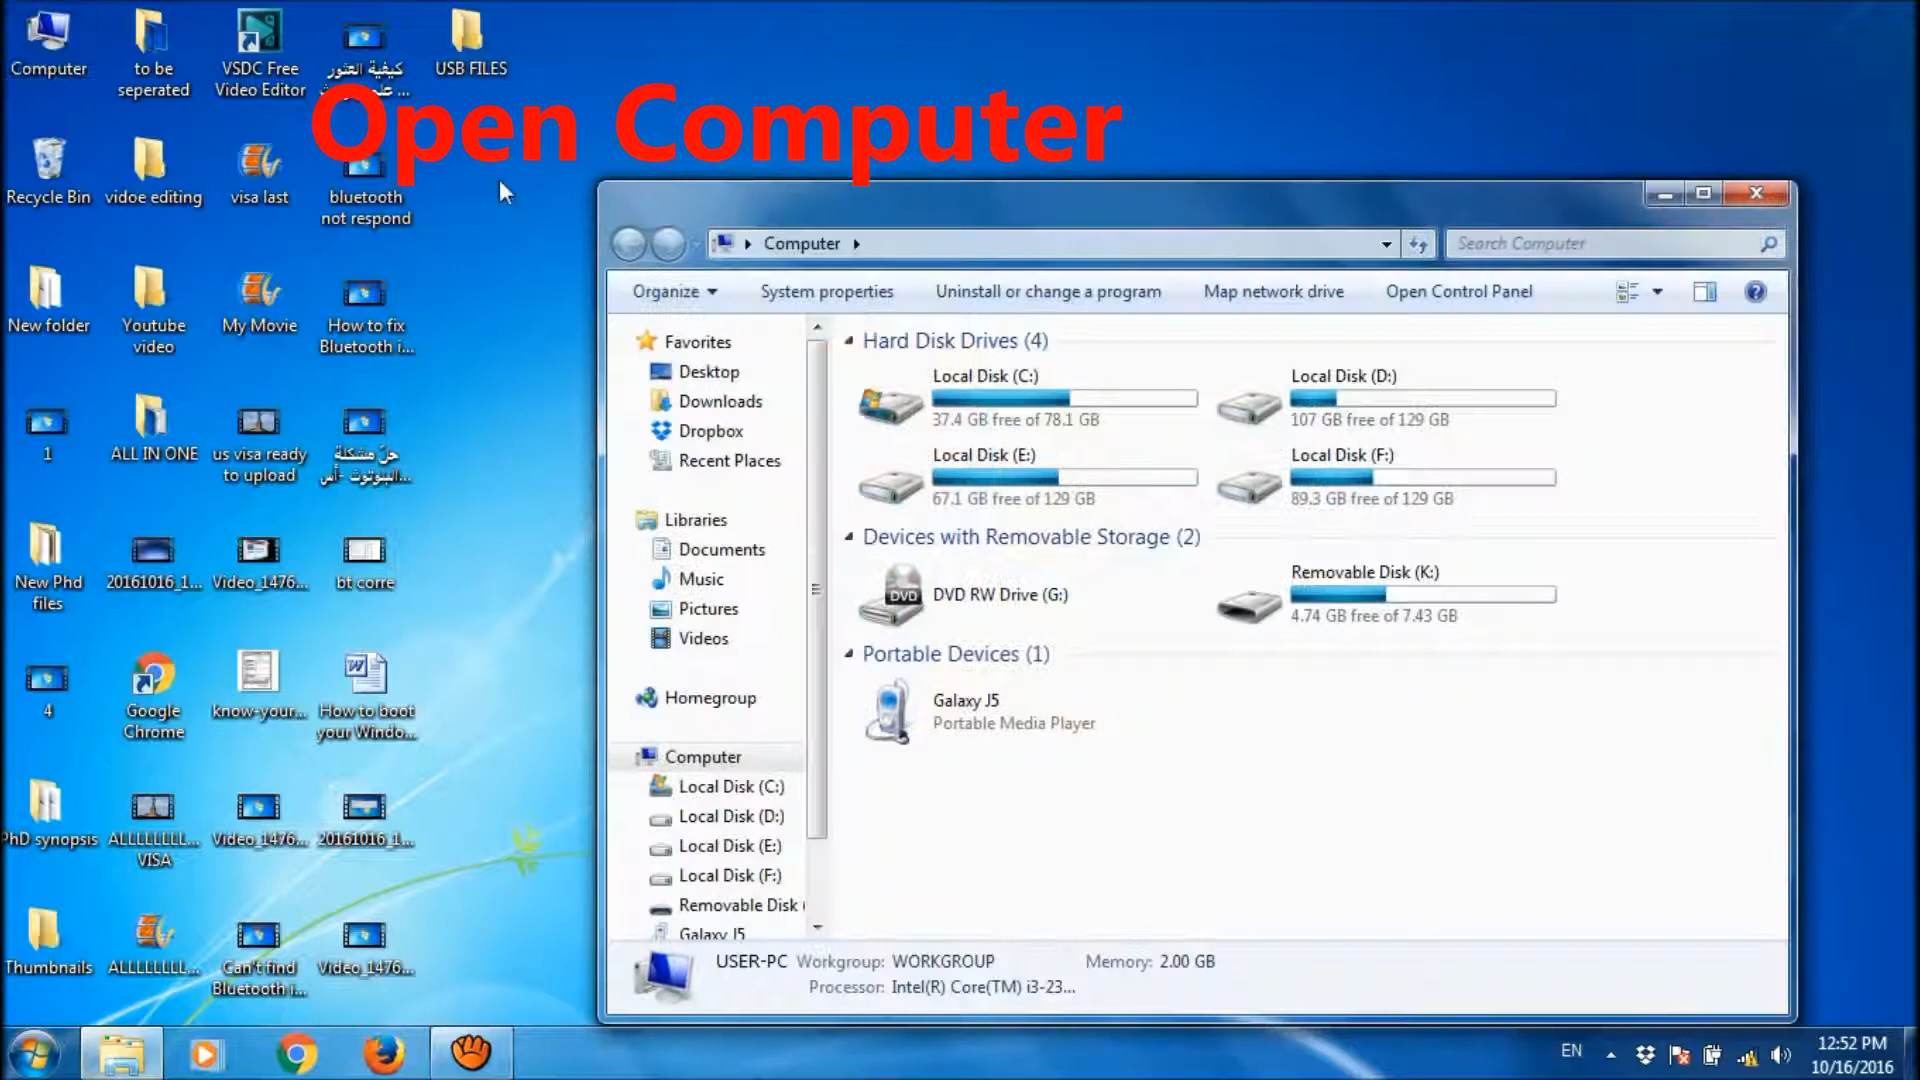 Computer
to be
seperated
VSDC Free
Video Editor
كيفية العثور
USB FILES
Open Computer
Recycle Bin
vidoe editing
visa last
bluetooth
not respond
New folder
Youtube
video
My Movie
How to fix
Bluetooth i...
1
ALL IN ONE
us visa ready
to upload
حل مشكلة
البلوتوث -أس...
New Phd
files
20161016_1...
Video_1476...
bt corre
4
Google
Chrome
know-your...
How to boot
your Windo...
PhD synopsis
ALLLLLLLL...
VISA
Video_1476...
20161016_1...
Thumbnails
ALLLLLLLL...
Can't find
Bluetooth i...
Video_1476...
Computer
Search Computer
Organize
System properties
Uninstall or change a program
Map network drive
Open Control Panel
Favorites
Desktop
Downloads
Dropbox
Recent Places
Libraries
Documents
Music
Pictures
Videos
Homegroup
Computer
Local Disk (C:)
Local Disk (D:)
Local Disk (E:)
Local Disk (F:)
Removable Disk (
Galaxy J5
Hard Disk Drives (4)
Local Disk (C:)
37.4 GB free of 78.1 GB
Local Disk (D:)
107 GB free of 129 GB
Local Disk (E:)
67.1 GB free of 129 GB
Local Disk (F:)
89.3 GB free of 129 GB
Devices with Removable Storage (2)
DVD
DVD RW Drive (G:)
Removable Disk (K:)
4.74 GB free of 7.43 GB
Portable Devices (1)
Galaxy J5
Portable Media Player
USER-PC Workgroup: WORKGROUP Memory: 2.00 GB
Processor: Intel(R) Core(TM) i3-23...
EN
12:52 PM
10/16/2016